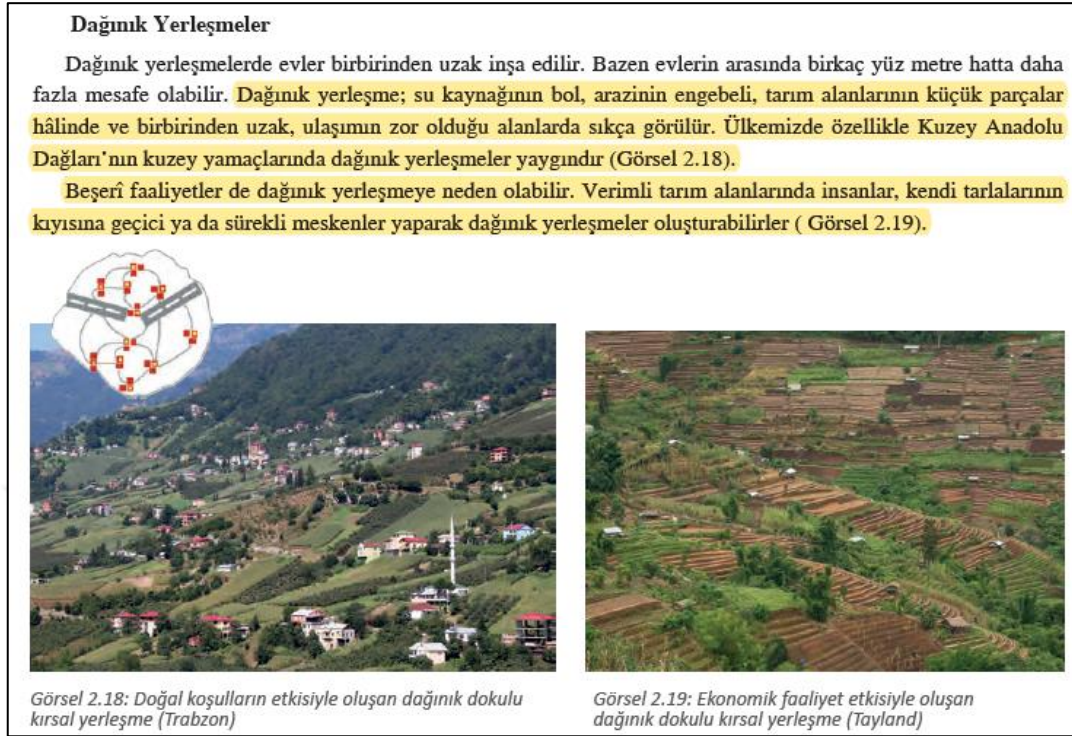 Dağınık Yerleşmeler
Dağınık yerleşmelerde evler birbirinden uzak inşa edilir. Bazen evlerin arasında birkaç yüz metre hatta daha
fazla mesafe olabilir. Dağınık yerleşme; su kaynağının bol, arazinin engebeli, tarım alanlarının küçük parçalar
hâlinde ve birbirinden uzak, ulaşımın zor olduğu alanlarda sıkça görülür. Ülkemizde özellikle Kuzey Anadolu
Dağları'nın kuzey yamaçlarında dağınık yerleşmeler yaygındır (Görsel 2.18).
Beşerî faaliyetler de dağınık yerleşmeye neden olabilir. Verimli tarım alanlarında insanlar, kendi tarlalarının
kıyısına geçici ya da sürekli meskenler yaparak dağınık yerleşmeler oluşturabilirler ( Görsel 2.19).
Görsel 2.18: Doğal koşulların etkisiyle oluşan dağınık dokulu
kırsal yerleşme (Trabzon)
Görsel 2.19: Ekonomik faaliyet etkisiyle oluşan
dağınık dokulu kırsal yerleşme (Tayland)